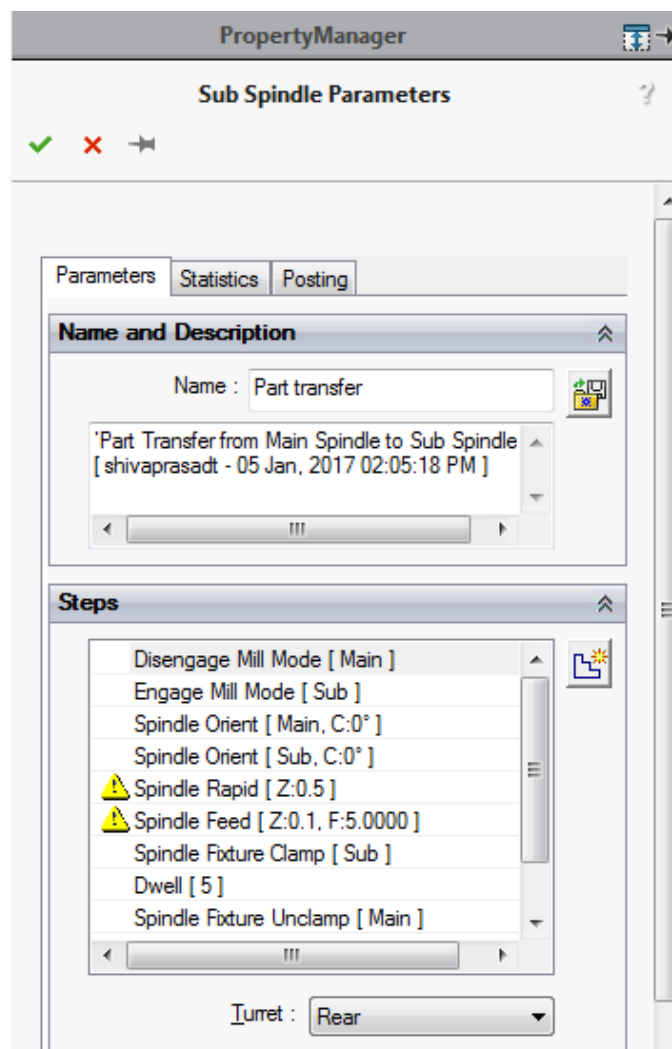 PropertyManager
Sub Spindle Parameters
?
Parameters Statistics Posting
Name and Description
Name : Part transfer
'Part Transfer from Main Spindle to Sub Spindle
[ shivaprasadt - 05 Jan, 2017 02:05:18 PM ]
Steps
Disengage Mill Mode [ Main ]
Engage Mill Mode [ Sub ]
Spindle Orient [ Main, C:0° ]
Spindle Orient [ Sub, C:0° ]
Spindle Rapid [ Z:0.5 ]
Spindle Feed [ Z:0.1, F:5.0000 ]
Spindle Fixture Clamp [ Sub ]
Dwell [ 5 ]
Spindle Fixture Unclamp [ Main ]
Turret : Rear